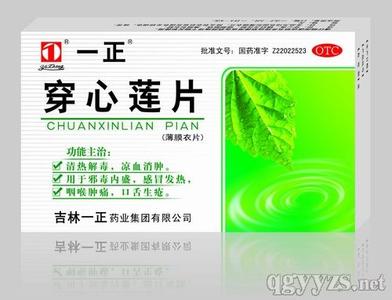 一正®
yi Zheng
批准文号：国药准字 Z22022523 OTC
穿心莲片
CHUANXINLIAN PIAN
(薄膜衣片)
功能主治：
清热解毒，凉血消肿。
用于邪毒内盛，感冒发热，
咽喉肿痛，口舌生疮。
吉林一正药业集团有限公司
qgyyzs.net